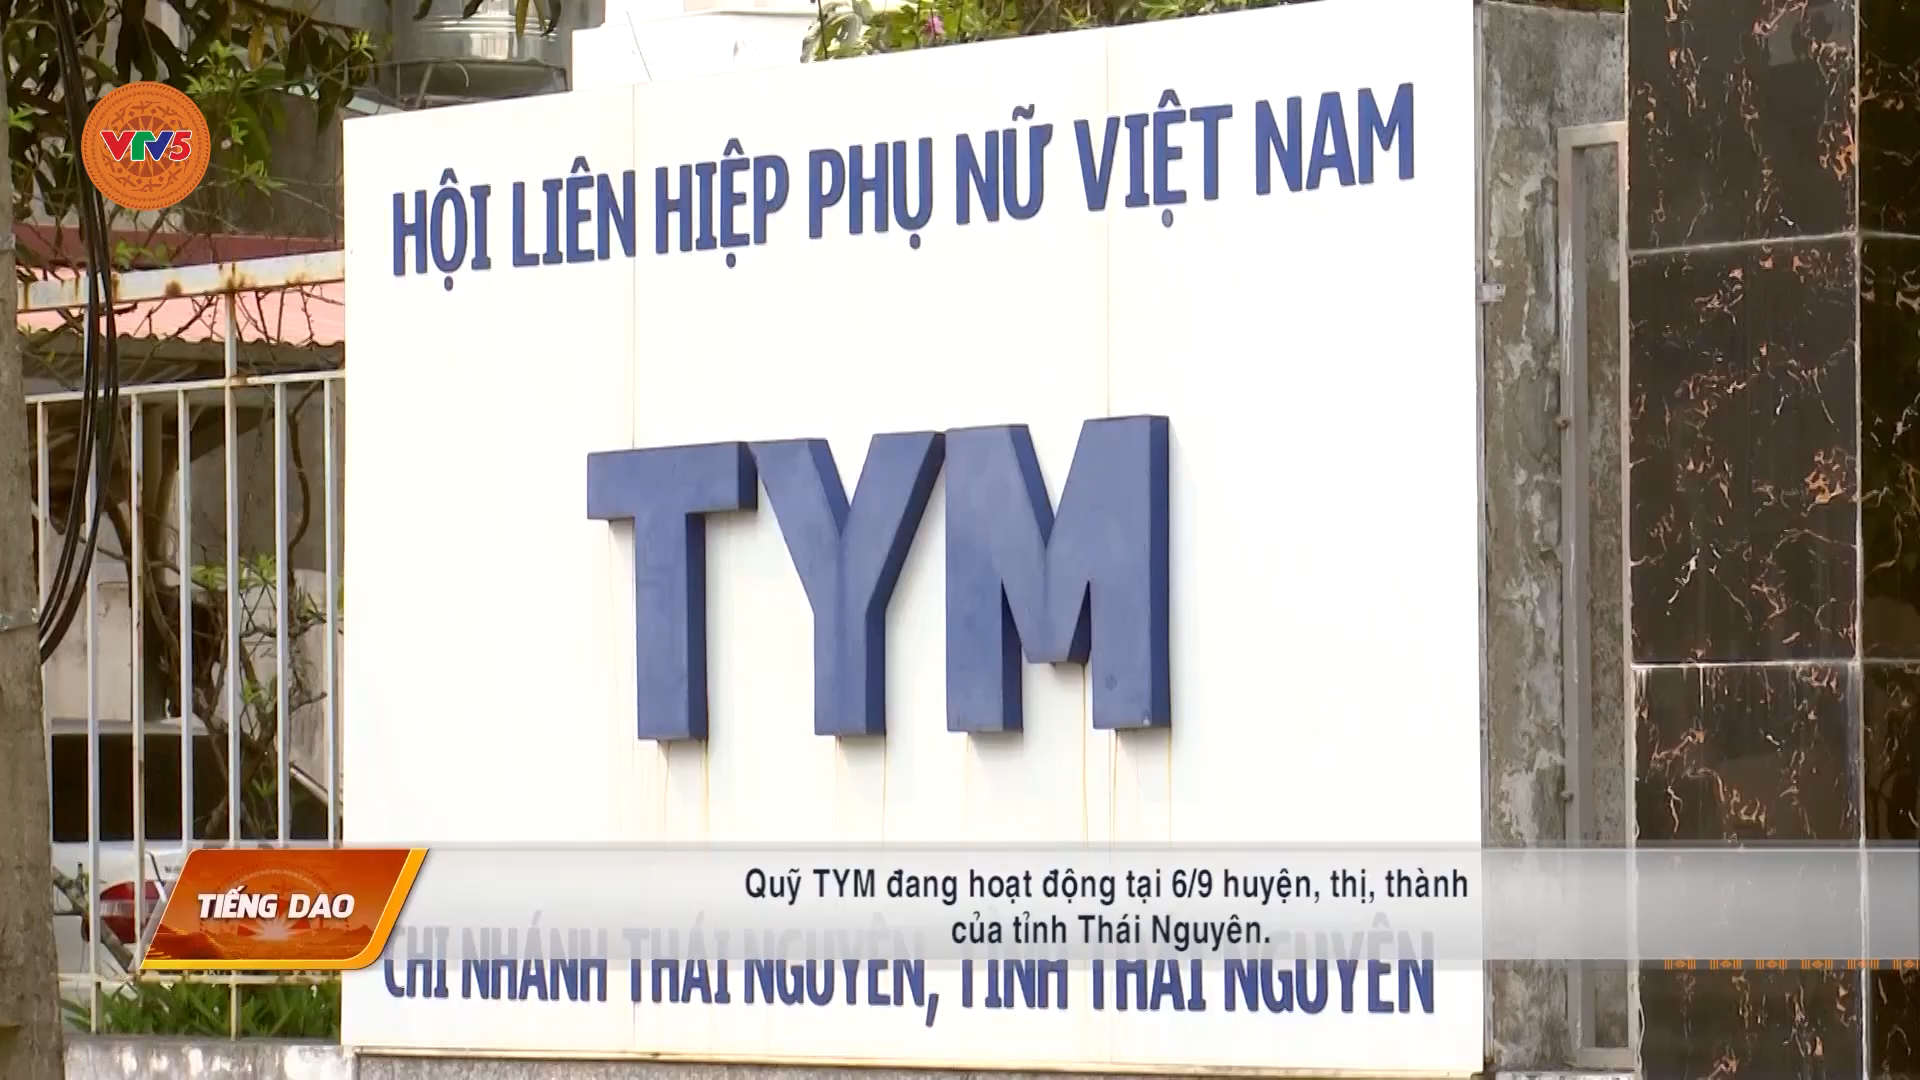 VTV5
HỘI LIÊN HIỆP PHỤ NỮ VIỆT NAM
TYM
Quỹ TYM đang hoạt động tại 6/9 huyện, thị, thành
của tỉnh Thái Nguyên.
TIẾNG DAO
CHI NHÁNH THÁI NGUYÊN, TỈNH THÁI NGUYÊN